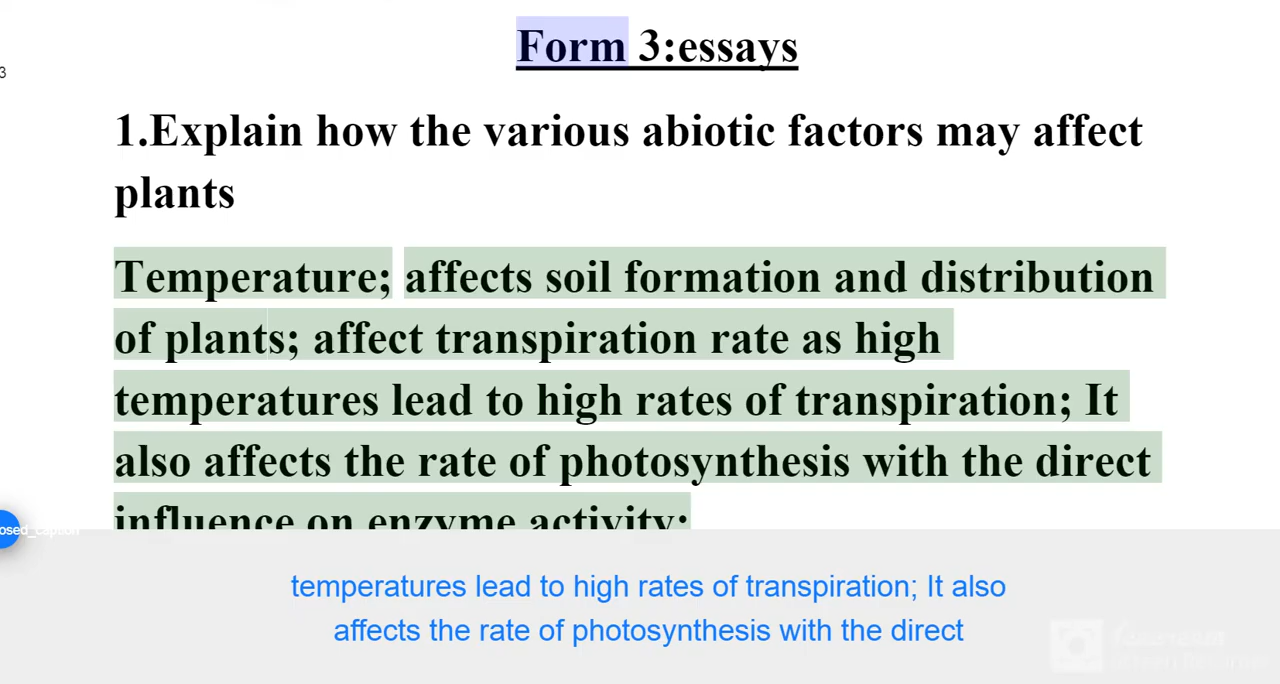 Form 3:essays
3
1.Explain how the various abiotic factors may affect
plants
Temperature; affects soil formation and distribution
of plants; affect transpiration rate as high
temperatures lead to high rates of transpiration; It
also affects the rate of photosynthesis with the direct
influence on enzyme activity;
osed_caption
temperatures lead to high rates of transpiration; It also
affects the rate of photosynthesis with the direct